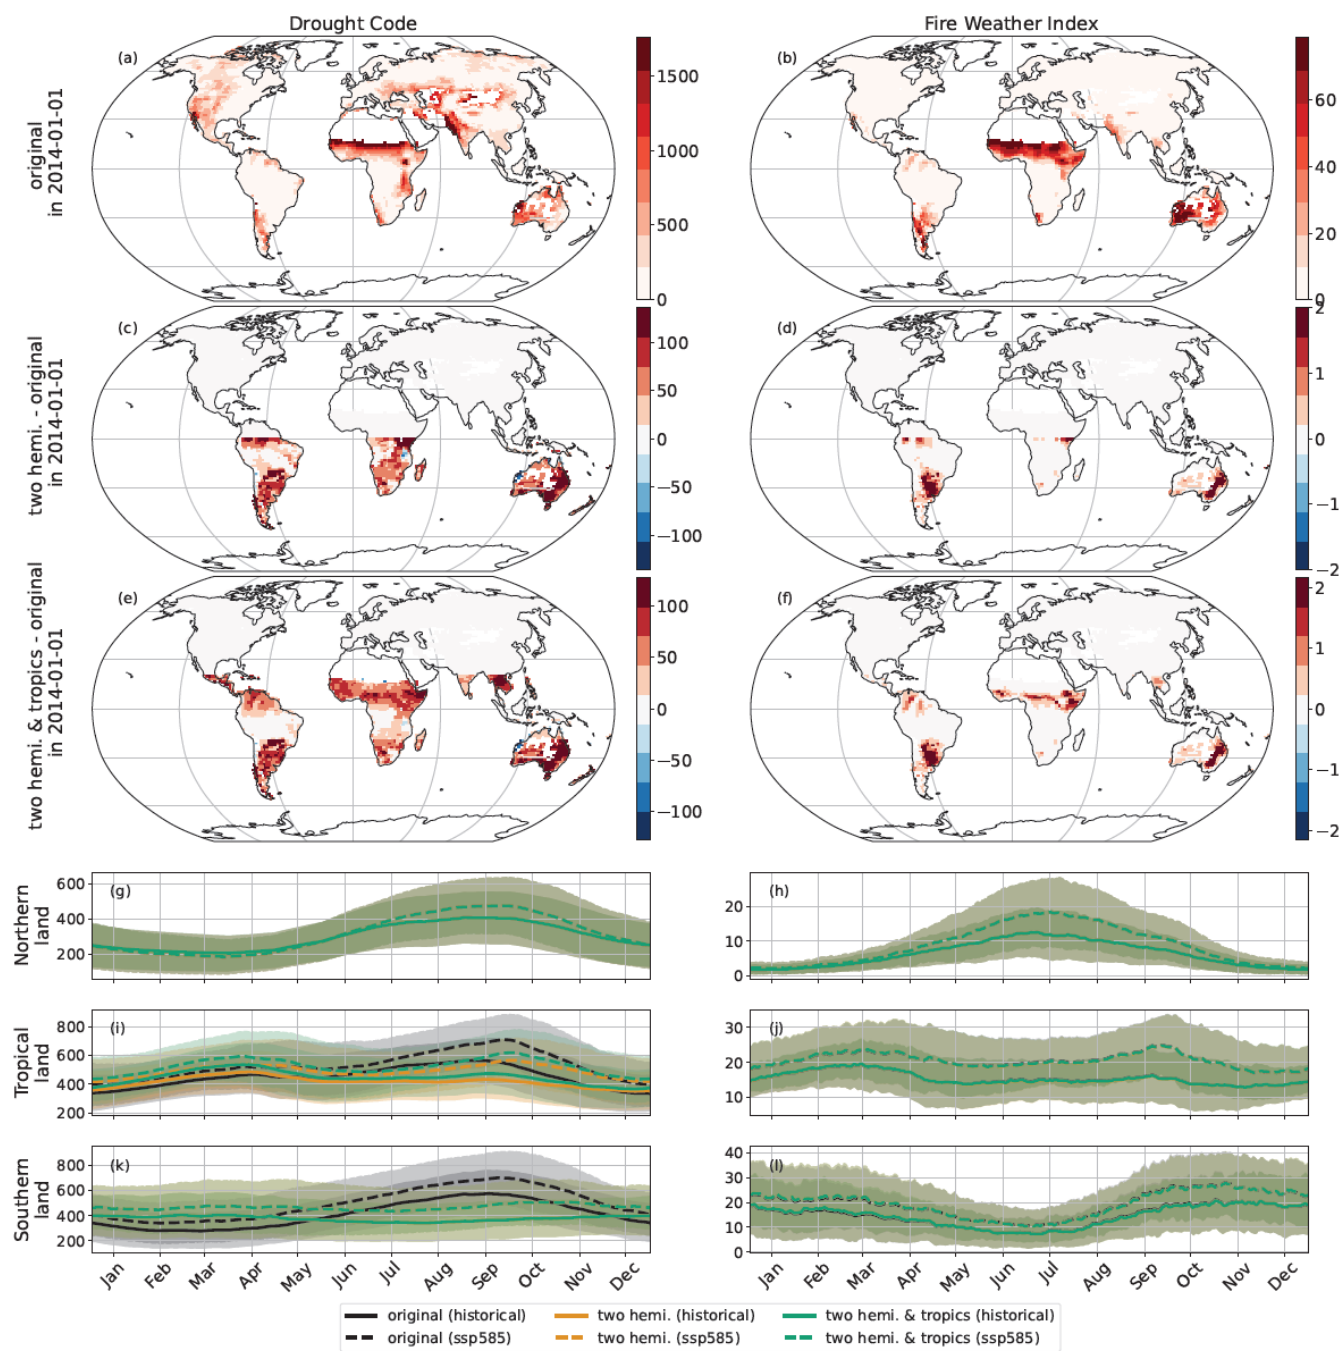 Drought Code
Fire Weather Index
original
in 2014-01-01
(a)
1500
1000
500
0
(b)
60
40
20
0
two hemi. - original
in 2014-01-01
(c)
100
50
0
−50
−100
(d)
2
1
0
−1
−2
two hemi. & tropics - original
in 2014-01-01
(e)
100
50
0
−50
−100
(f)
2
1
0
−1
−2
Northern
land
600
400
200
(g)
20
10
0
(h)
Tropical
land
800
600
400
200
(i)
30
20
10
(j)
Southern
land
800
600
400
200
(k)
40
30
20
10
0
(l)
Jan Feb Mar Apr May Jun Jul Aug Sep Oct Nov Dec
Jan Feb Mar Apr May Jun Jul Aug Sep Oct Nov Dec
original (historical) two hemi. (historical) two hemi. & tropics (historical)
original (ssp585) two hemi. (ssp585) two hemi. & tropics (ssp585)